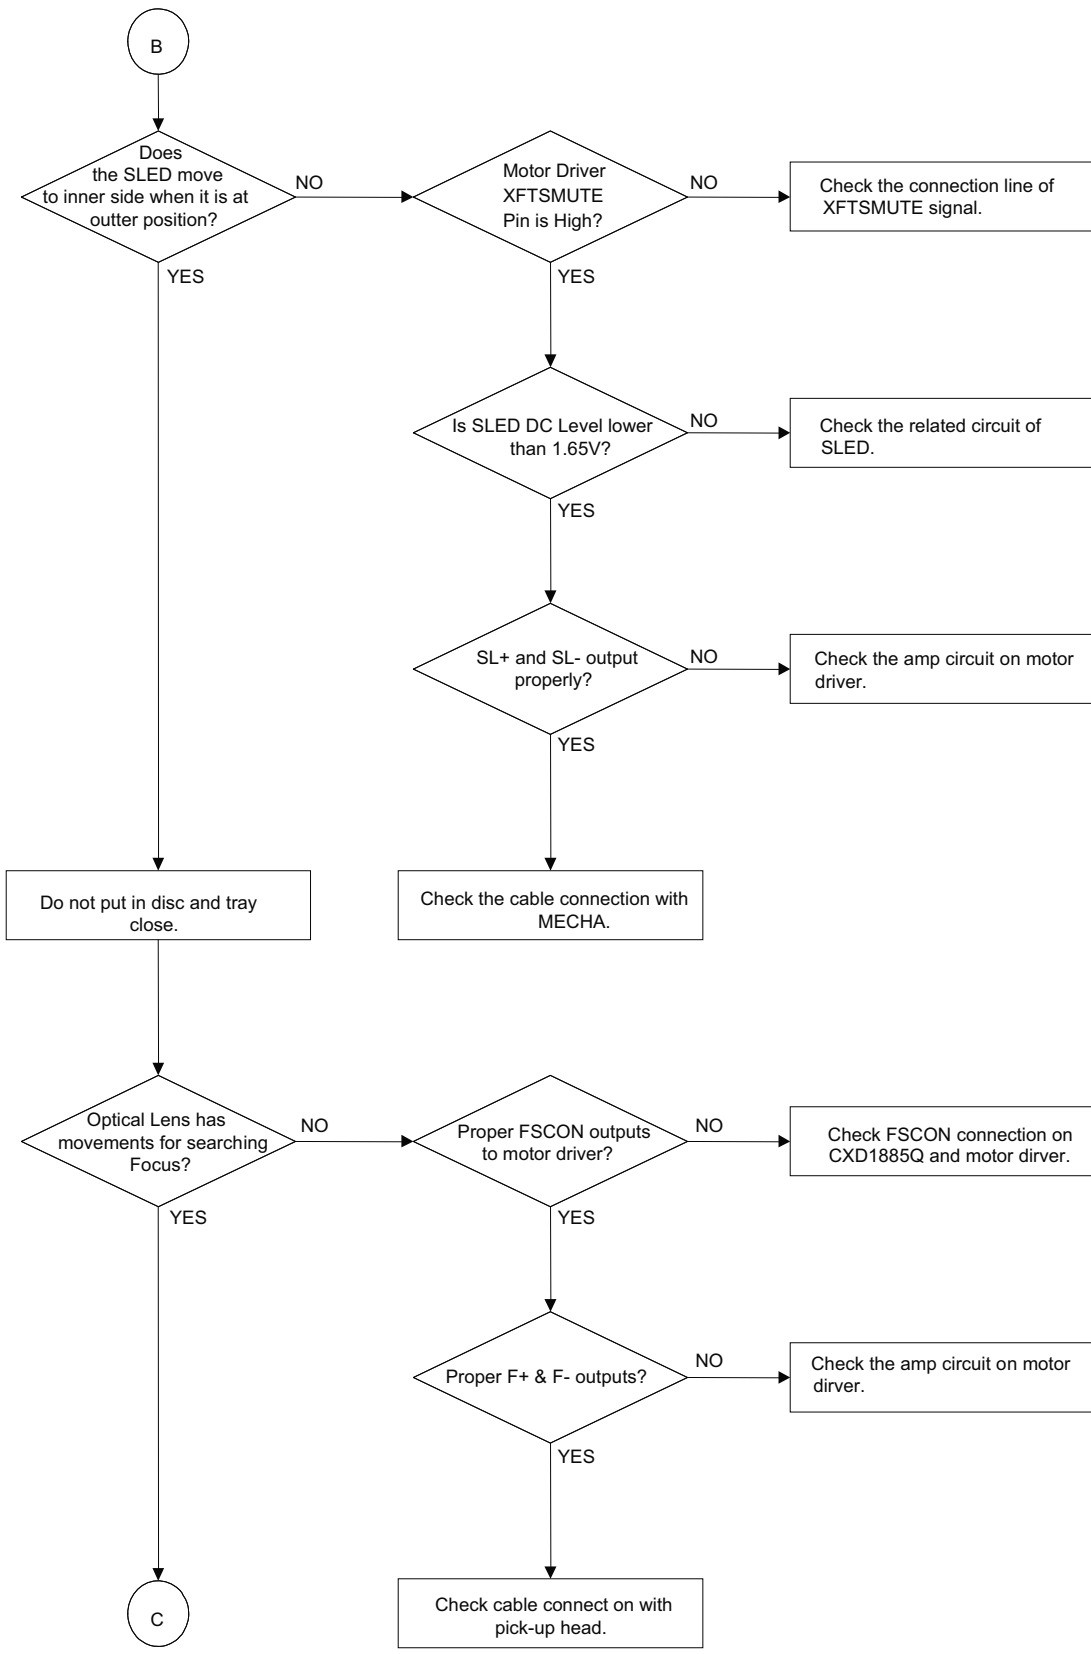 B
Does
the SLED move
to inner side when it is at
outter position?
NO
Motor Driver
XFTSMUTE
Pin is High?
NO
Check the connection line of
XFTSMUTE signal.
YES
YES
Is SLED DC Level lower
than 1.65V?
NO
Check the related circuit of
SLED.
YES
SL+ and SL- output
properly?
NO
Check the amp circuit on motor
driver.
YES
Do not put in disc and tray
close.
Check the cable connection with
MECHA.
Optical Lens has
movements for searching
Focus?
NO
Proper FSCON outputs
to motor driver?
NO
Check FSCON connection on
CXD1885Q and motor dirver.
YES
YES
Proper F+ & F- outputs?
NO
Check the amp circuit on motor
dirver.
YES
C
Check cable connect on with
pick-up head.